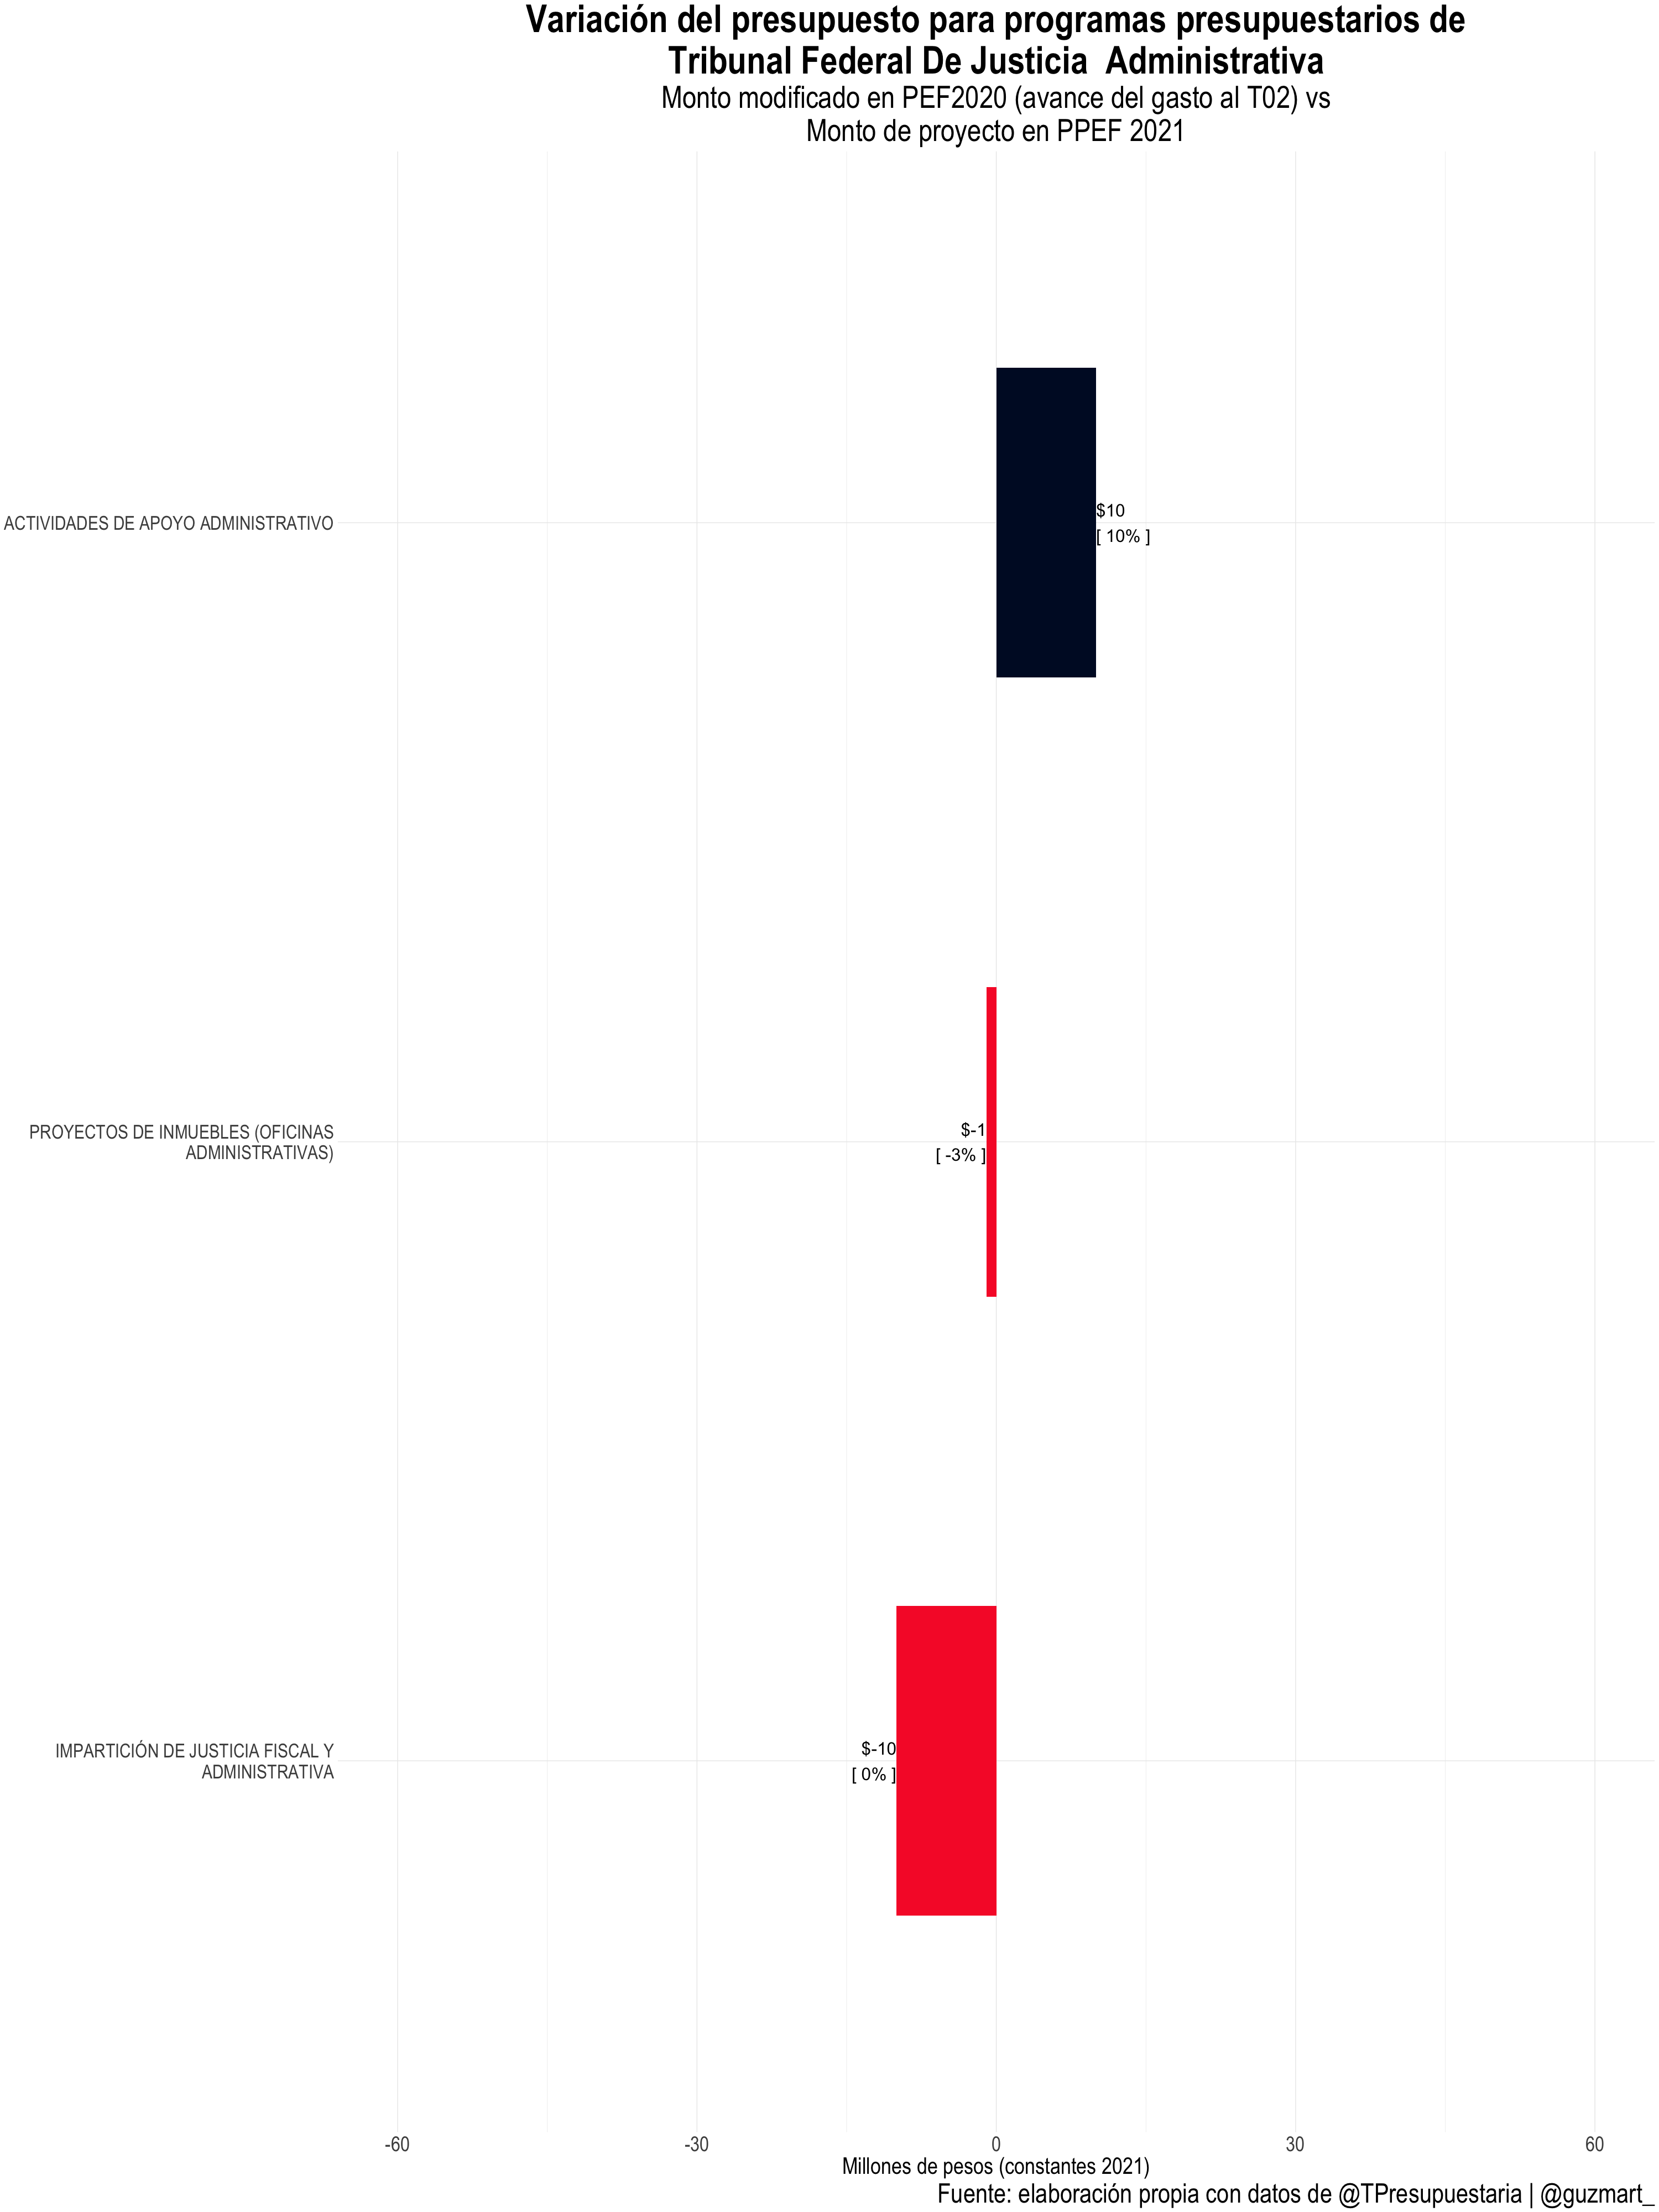 Variación del presupuesto para programas presupuestarios de
Tribunal Federal De Justicia  Administrativa
Monto modificado en PEF2020 (avance del gasto al T02) vs
Monto de proyecto en PPEF 2021
ACTIVIDADES DE APOYO ADMINISTRATIVO
$10
[ 10% ]
PROYECTOS DE INMUEBLES (OFICINAS
ADMINISTRATIVAS)
$-1
[ -3% ]
IMPARTICIÓN DE JUSTICIA FISCAL Y
ADMINISTRATIVA
$-10
[ 0% ]
-60 -30 0 30 60
Millones de pesos (constantes 2021)
Fuente: elaboración propia con datos de @TPresupuestaria | @guzmart_